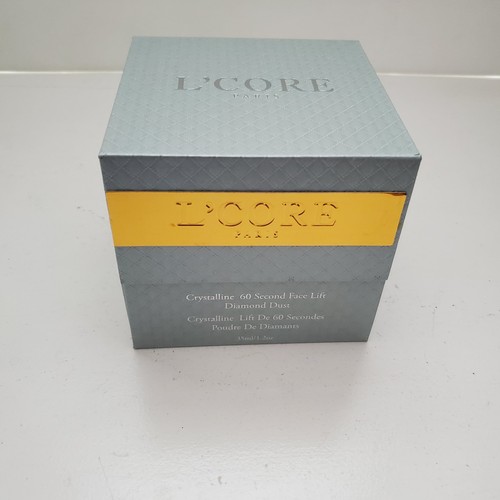 L'CORE
PARIS
L'CORE
PARIS
Crystalline 60 Second Face Lift
Diamond Dust
Crystalline Lift De 60 Secondes
Poudre De Diamants